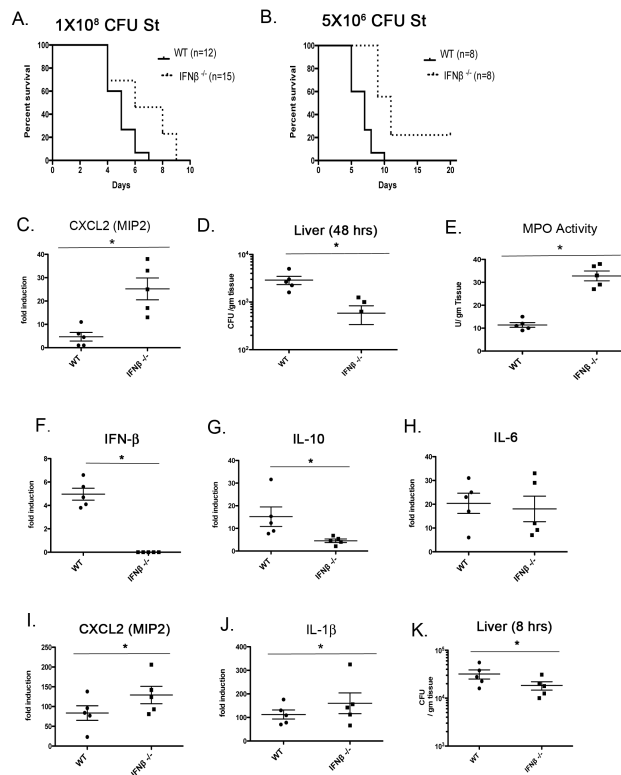 A.
1X10⁸ CFU St
100
80
60
40
20
0
Percent survival
0 2 4 6 8 10
Days
WT (n=12)
IFNβ -/- (n=15)
B.
5X10⁶ CFU St
100
80
60
40
20
0
Percent survival
0 5 10 15 20
Days
WT (n=8)
IFNβ -/- (n=8)
C.
CXCL2 (MIP2)
*
40
30
20
10
0
fold induction
WT
IFNβ -/-
D.
Liver (48 hrs)
*
10⁴
10³
10²
CFU /gm tissue
WT
IFNβ -/-
E.
MPO Activity
*
40
30
20
10
0
U/ gm Tissue
WT
IFNβ -/-
F.
IFN-β
*
8
6
4
2
0
fold induction
WT
IFNβ -/-
G.
IL-10
*
40
30
20
10
0
fold induction
WT
IFNβ -/-
H.
IL-6
40
30
20
10
0
fold induction
WT
IFNβ -/-
I.
CXCL2 (MIP2)
*
250
200
150
100
50
0
fold induction
WT
IFNβ -/-
J.
IL-1β
*
400
300
200
100
0
fold induction
WT
IFNβ -/-
K.
Liver (8 hrs)
*
CFU
/ gm tissue
WT
IFNβ -/-